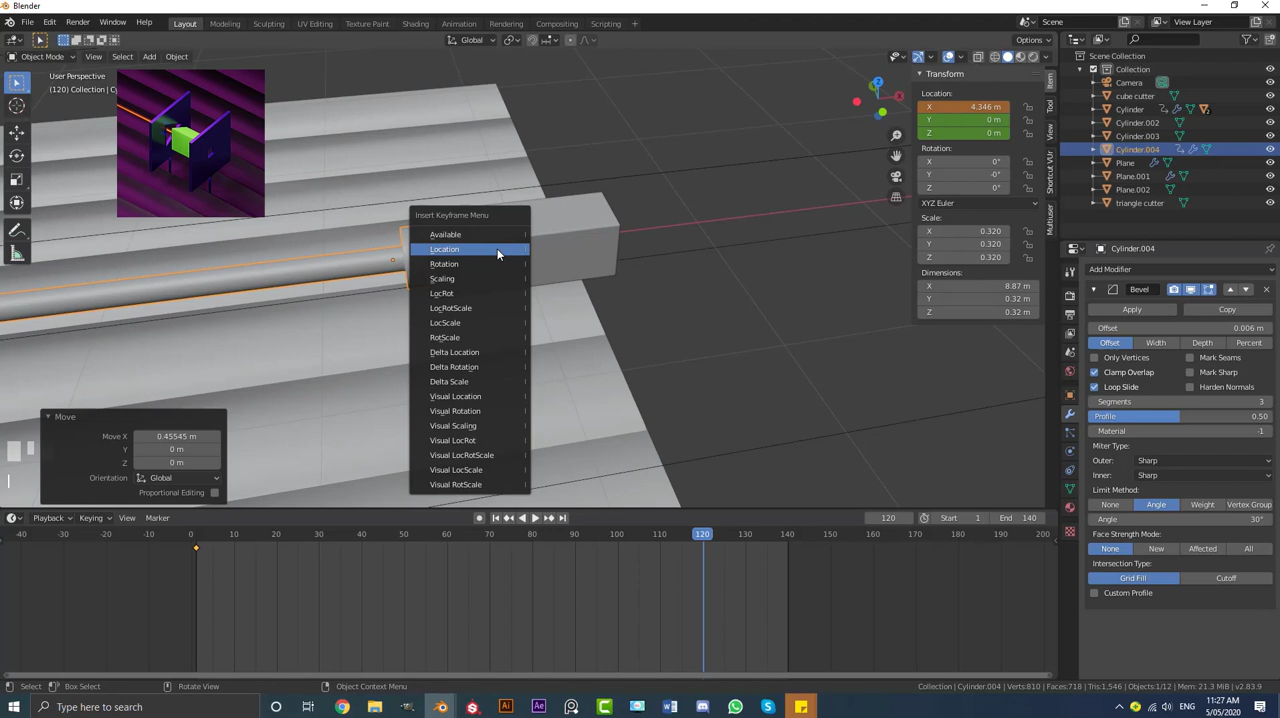 Blender
File Edit Render Window Help Layout Modeling Sculpting UV Editing Texture Paint Shading Animation Rendering Compositing Scripting + Scene View Layer
Global Options
Object Mode View Select Add Object
User Perspective
(120) Collection | Cy
Insert Keyframe Menu
Available I
Location I
Rotation I
Scaling I
LocRot I
LocRotScale I
LocScale I
RotScale I
Delta Location I
Delta Rotation I
Delta Scale I
Visual Location I
Visual Rotation I
Visual Scaling I
Visual LocRot I
Visual LocRotScale I
Visual LocScale I
Visual RotScale I
Move
Move X 0.45545 m
Y 0 m
Z 0 m
Orientation Global
Proportional Editing
Transform
Location:
X 4.346 m
Y 0 m
Z 0 m
Rotation:
X 0°
Y -0°
Z 0°
XYZ Euler
Scale:
X 0.320
Y 0.320
Z 0.320
Dimensions:
X 8.87 m
Y 0.32 m
Z 0.32 m
Item
Tool
View
Shortcut VUr
Multiuser
Scene Collection
Collection
Camera
cube cutter
Cylinder 2
Cylinder.002
Cylinder.003
Cylinder.004
Plane
Plane.001
Plane.002
triangle cutter
Cylinder.004
Add Modifier
Bevel
Apply Copy
Offset 0.006 m
Offset Width Depth Percent
Only Vertices Mark Seams
Clamp Overlap Mark Sharp
Loop Slide Harden Normals
Segments 3
Profile 0.50
Material -1
Miter Type:
Outer: Sharp
Inner: Sharp
Limit Method:
None Angle Weight Vertex Group
Angle 30°
Face Strength Mode:
None New Affected All
Intersection Type:
Grid Fill Cutoff
Custom Profile
Playback Keying View Marker 120 Start 1 End 140
-40 -30 -20 -10 0 10 20 30 40 50 60 70 80 90 100 110 120 130 140 150 160 170 180 190 200
Select Box Select Rotate View Object Context Menu Collection | Cylinder.004 | Verts:810 | Faces:718 | Tris:1,546 | Objects:1/12 | Mem: 21.3 MiB | v2.83.9
Type here to search
11:27 AM
5/05/2020